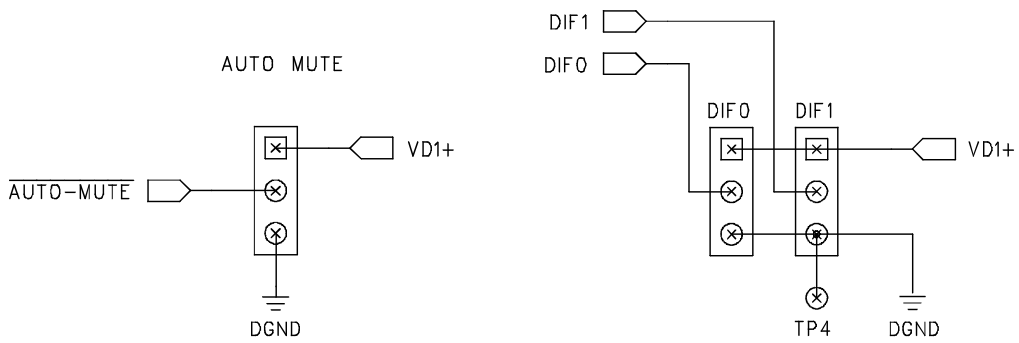 DIF1
AUTO MUTE
DIF0
DIF0 DIF1
VD1+ VD1+
AUTO-MUTE
DGND TP4 DGND